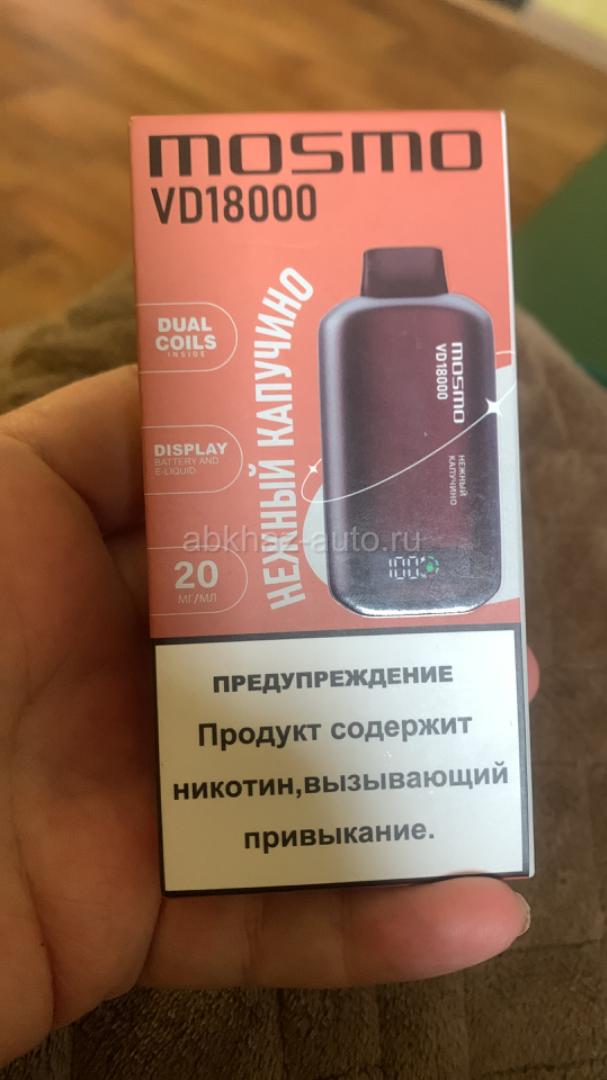 MOSMO
VD18000
DUAL
COILS
INSIDE
НЕЖНЫЙ КАПУЧИНО
DISPLAY
BATTERY AND
E-LIQUID
20
МГ/МЛ
MOSMO
VD18000
НЕЖНЫЙ
КАПУЧИНО
100
abkhaz-auto.ru
ПРЕДУПРЕЖДЕНИЕ
Продукт содержит
никотин,вызывающий
привыкание.